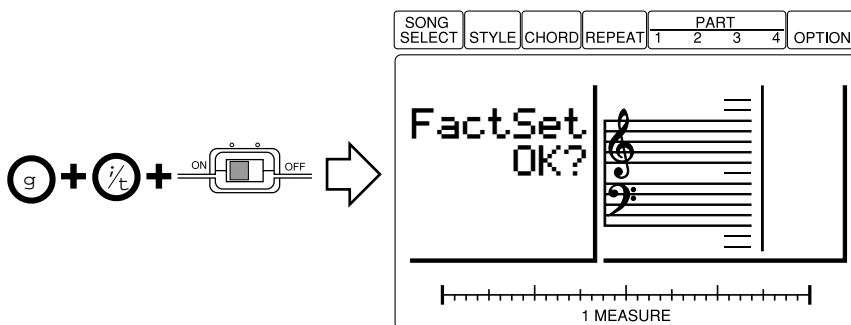 SONG SELECT STYLE CHORD REPEAT PART 1 2 3 4 OPTION
FactSet
OK?
g + i/t + ON OFF
1 MEASURE